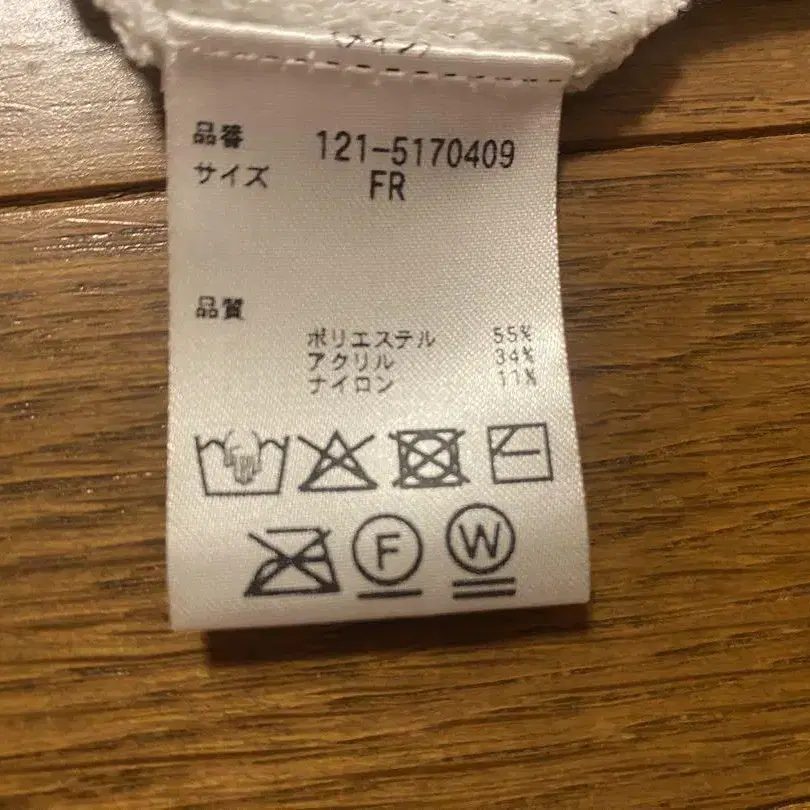 品番 121-5170409
サイズ FR
品質
ポリエステル 55%
アクリル 34%
ナイロン 11%
F W